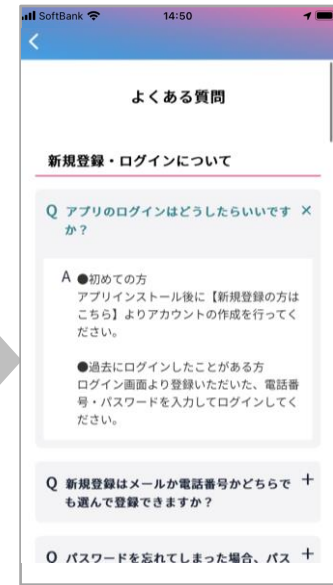 SoftBank 14:50
よくある質問
新規登録・ログインについて
Q アプリのログインはどうしたらいいです ×
か？
A ●初めての方
アプリインストール後に【新規登録の方は
こちら】よりアカウントの作成を行ってく
ださい。
●過去にログインしたことがある方
ログイン画面より登録いただいた、電話番
号・パスワードを入力してログインしてく
ださい。
Q 新規登録はメールか電話番号かどちらで +
も選んで登録できますか？
Q パスワードを忘れてしまった場合、パス +